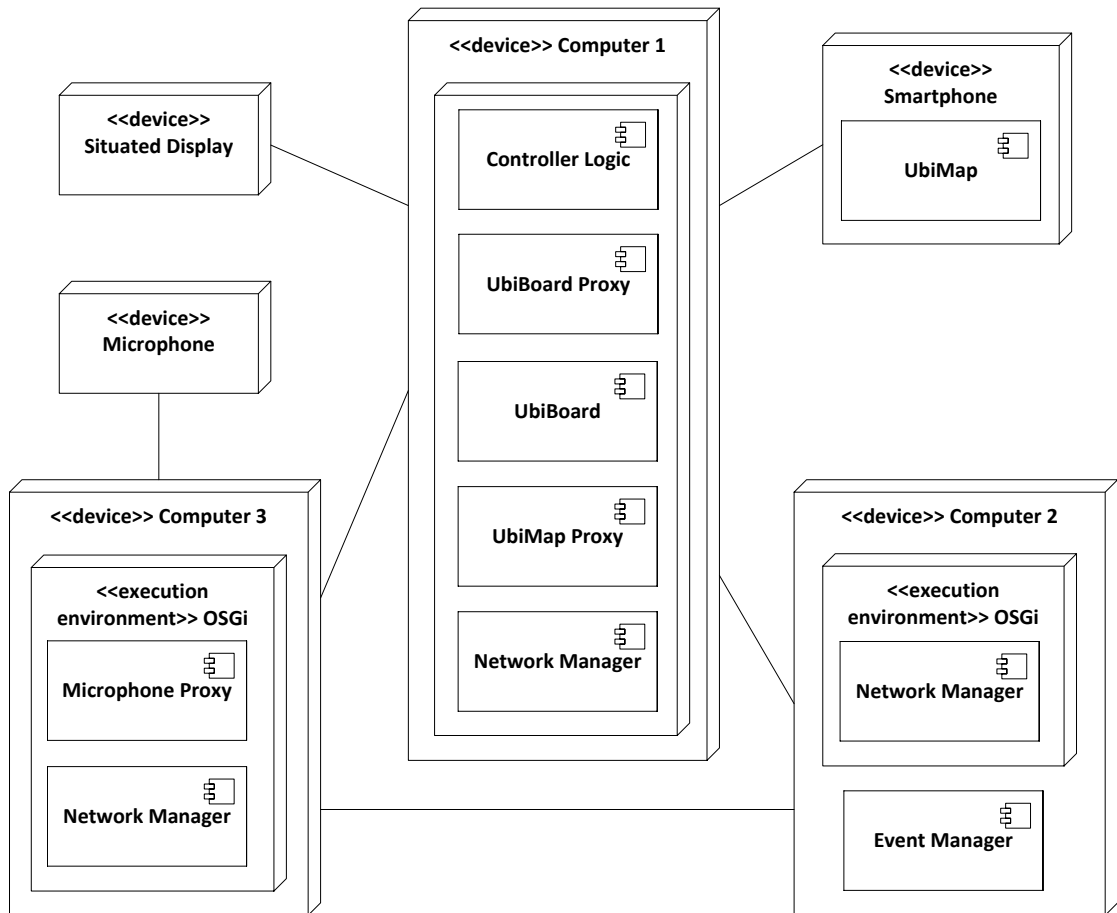 <<device>> Computer 1
Controller Logic
UbiBoard Proxy
UbiBoard
UbiMap Proxy
Network Manager
<<device>>
Situated Display
<<device>>
Microphone
<<device>>
Smartphone
UbiMap
<<device>> Computer 3
<<execution
environment>> OSGi
Microphone Proxy
Network Manager
<<device>> Computer 2
<<execution
environment>> OSGi
Network Manager
Event Manager